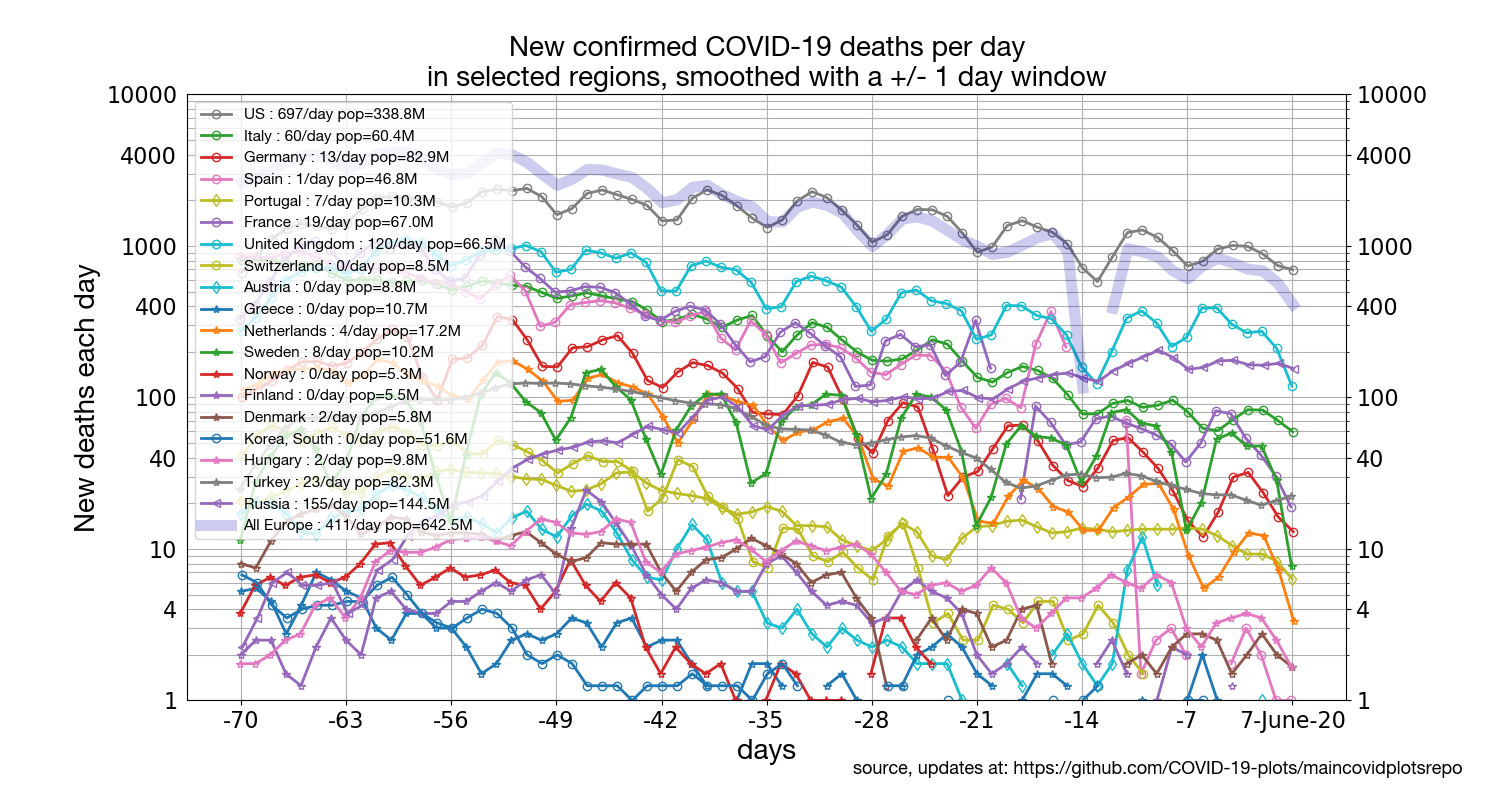 New confirmed COVID-19 deaths per day
in selected regions, smoothed with a +/- 1 day window
10000
4000
1000
400
100
40
10
4
1
New deaths each day
US : 697/day pop=338.8M
Italy : 60/day pop=60.4M
Germany : 13/day pop=82.9M
Spain : 1/day pop=46.8M
Portugal : 7/day pop=10.3M
France : 19/day pop=67.0M
United Kingdom : 120/day pop=66.5M
Switzerland : 0/day pop=8.5M
Austria : 0/day pop=8.8M
Greece : 0/day pop=10.7M
Netherlands : 4/day pop=17.2M
Sweden : 8/day pop=10.2M
Norway : 0/day pop=5.3M
Finland : 0/day pop=5.5M
Denmark : 2/day pop=5.8M
Korea, South : 0/day pop=51.6M
Hungary : 2/day pop=9.8M
Turkey : 23/day pop=82.3M
Russia : 155/day pop=144.5M
All Europe : 411/day pop=642.5M
10000
4000
1000
400
100
40
10
4
1
-70 -63 -56 -49 -42 -35 -28 -21 -14 -7 7-June-20
days
source, updates at: https://github.com/COVID-19-plots/maincovidplotsrepo